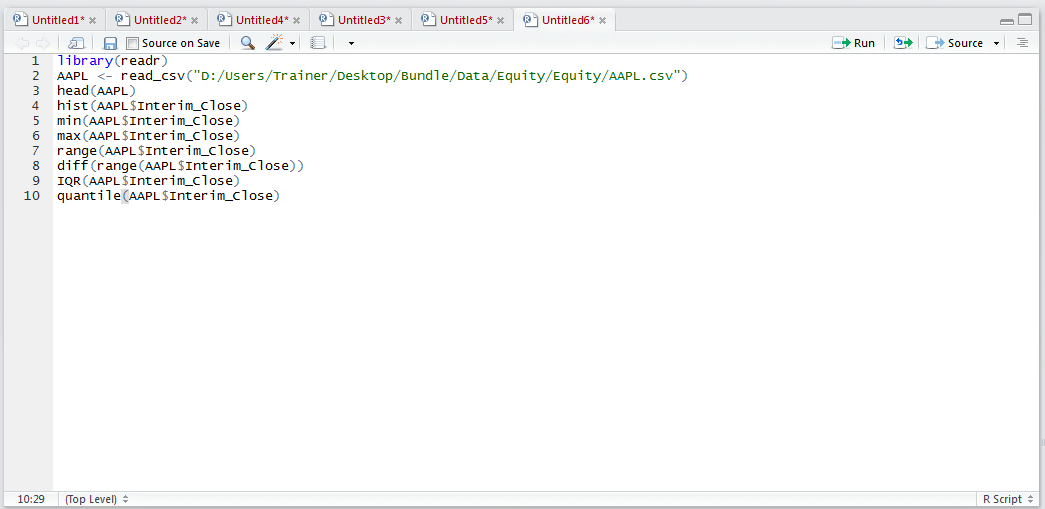 Untitled1* Untitled2* Untitled4* Untitled3* Untitled5* Untitled6*
Source on Save Run Source
1 library(readr)
2 AAPL <- read_csv("D:/Users/Trainer/Desktop/Bundle/Data/Equity/Equity/AAPL.csv")
3 head(AAPL)
4 hist(AAPL$Interim_Close)
5 min(AAPL$Interim_Close)
6 max(AAPL$Interim_Close)
7 range(AAPL$Interim_Close)
8 diff(range(AAPL$Interim_Close))
9 IQR(AAPL$Interim_Close)
10 quantile(AAPL$Interim_Close)
10:29 (Top Level) R Script